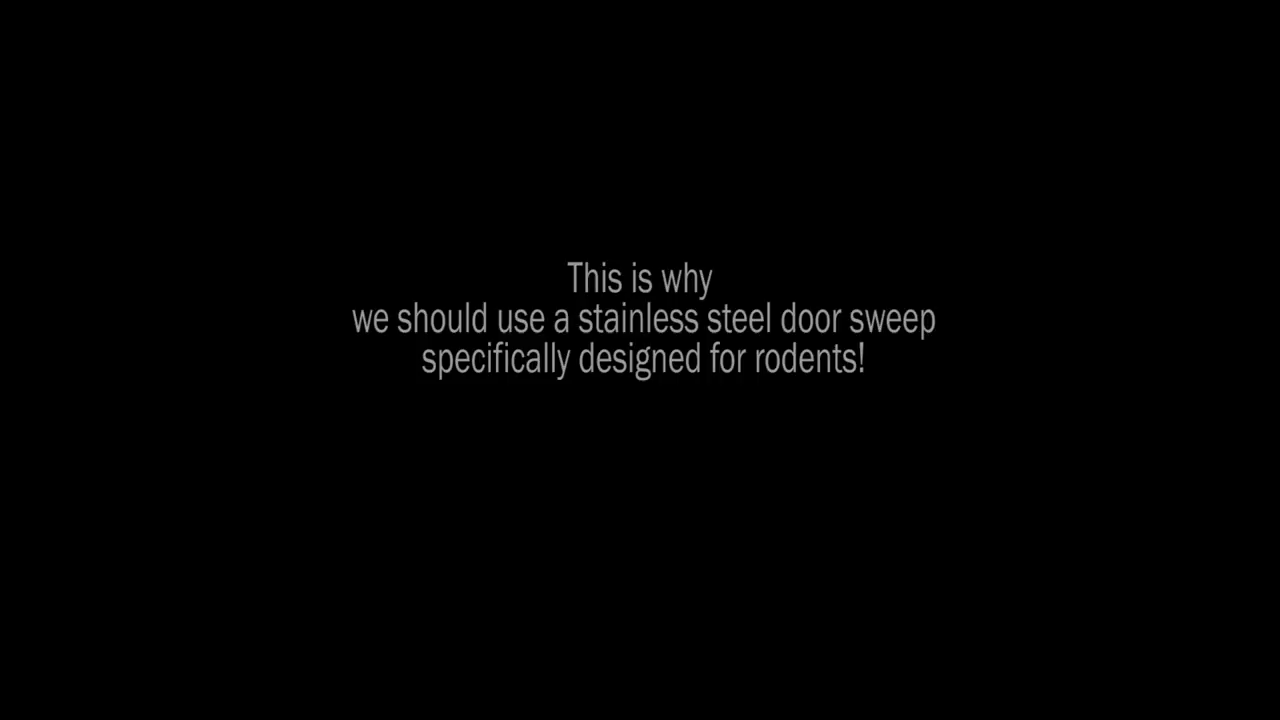 This is why
we should use a stainless steel door sweep
specifically designed for rodents!